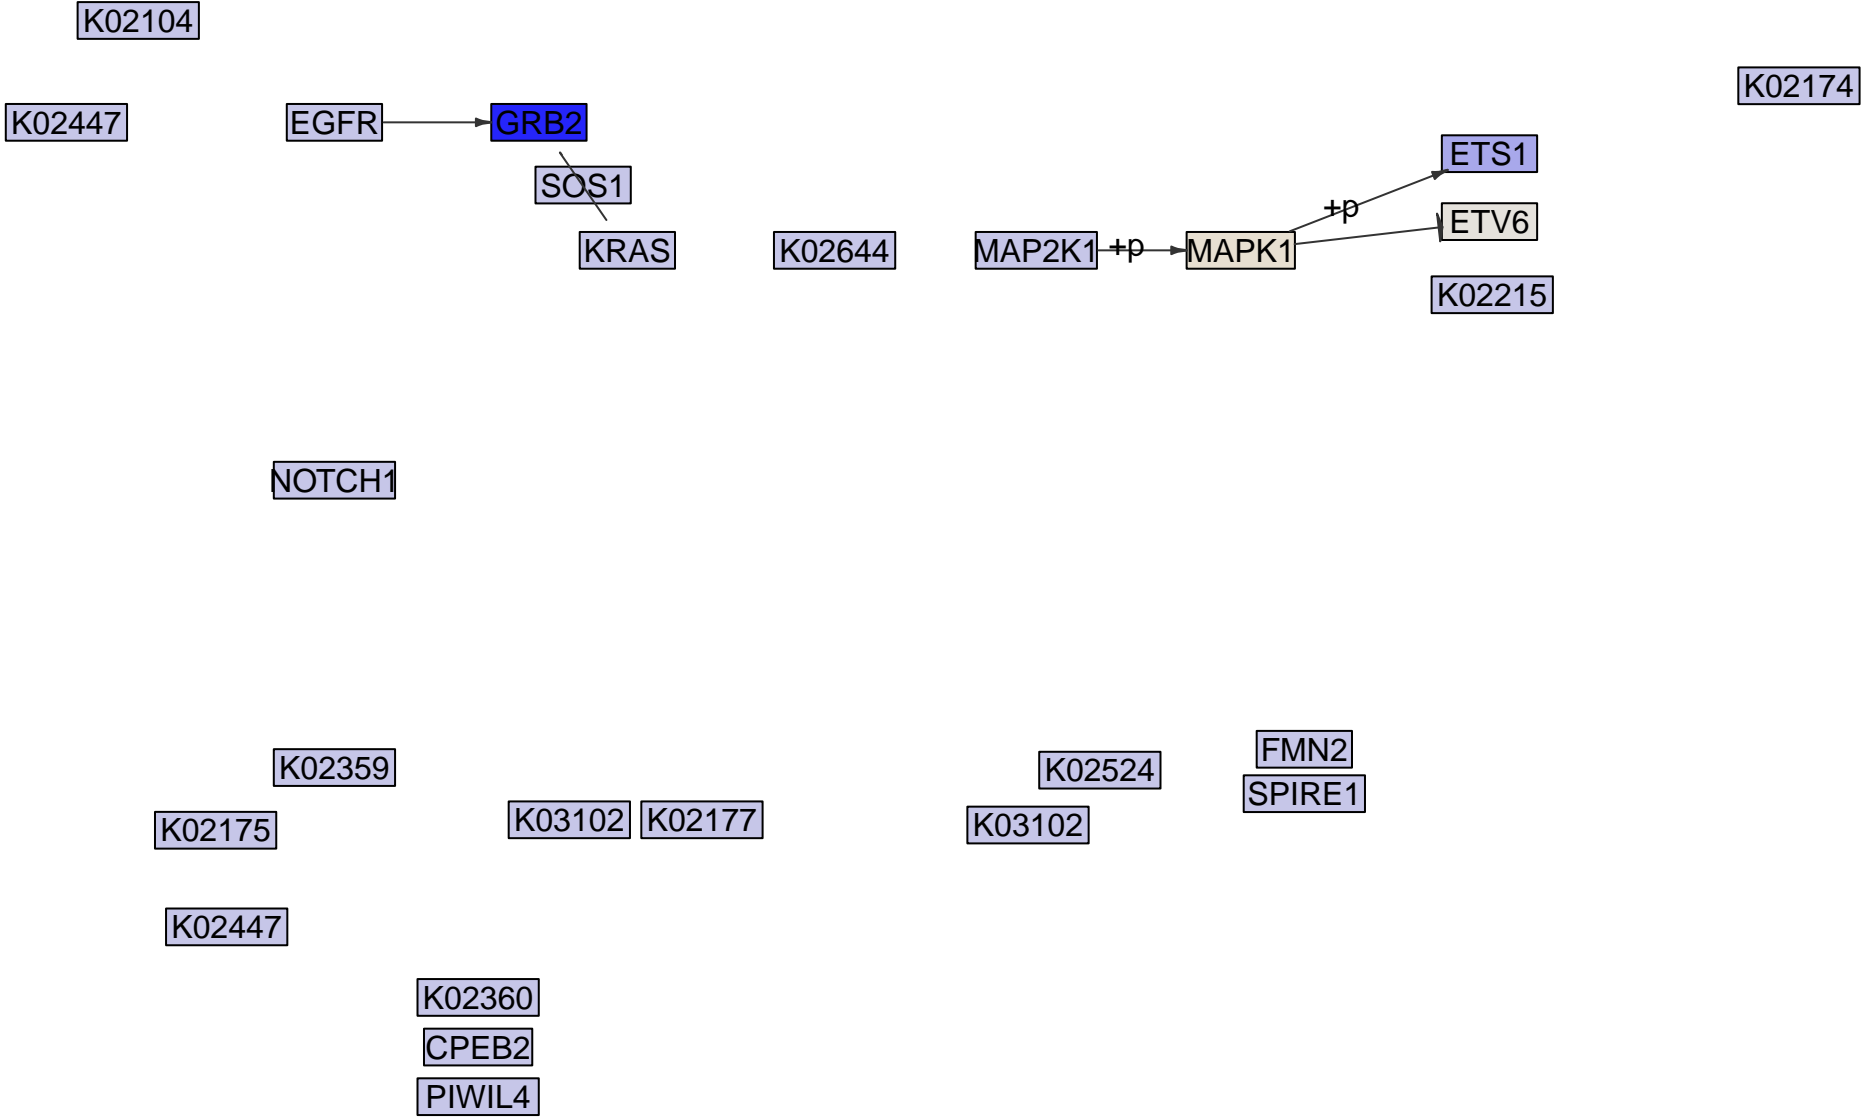 K02104
K02174
K02447
EGFR
GRB2
ETS1
SOS1
+p
ETV6
KRAS
K02644
MAP2K1
+p
MAPK1
K02215
NOTCH1
FMN2
K02359
K02524
SPIRE1
K02175
K03102
K02177
K03102
K02447
K02360
CPEB2
PIWIL4